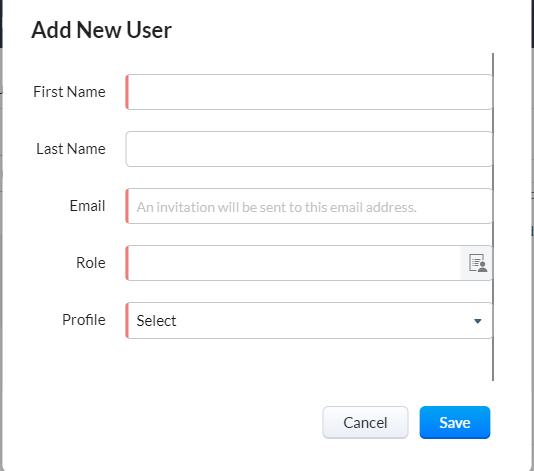 Add New User
First Name
Last Name
Email
An invitation will be sent to this email address.
Role
Profile
Select
Cancel
Save